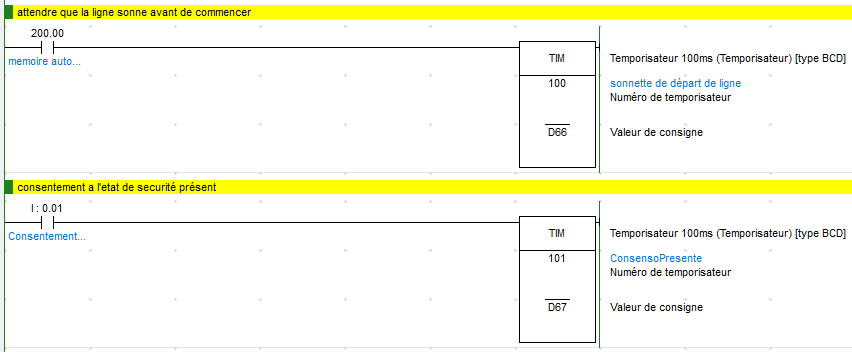 attendre que la ligne sonne avant de commencer
200.00
memoire auto...
TIM
Temporisateur 100ms (Temporisateur) [type BCD]
100
sonnette de départ de ligne
Numéro de temporisateur
D66
Valeur de consigne
consentement a l'etat de securité présent
I : 0.01
Consentement...
TIM
Temporisateur 100ms (Temporisateur) [type BCD]
101
ConsensoPresente
Numéro de temporisateur
D67
Valeur de consigne